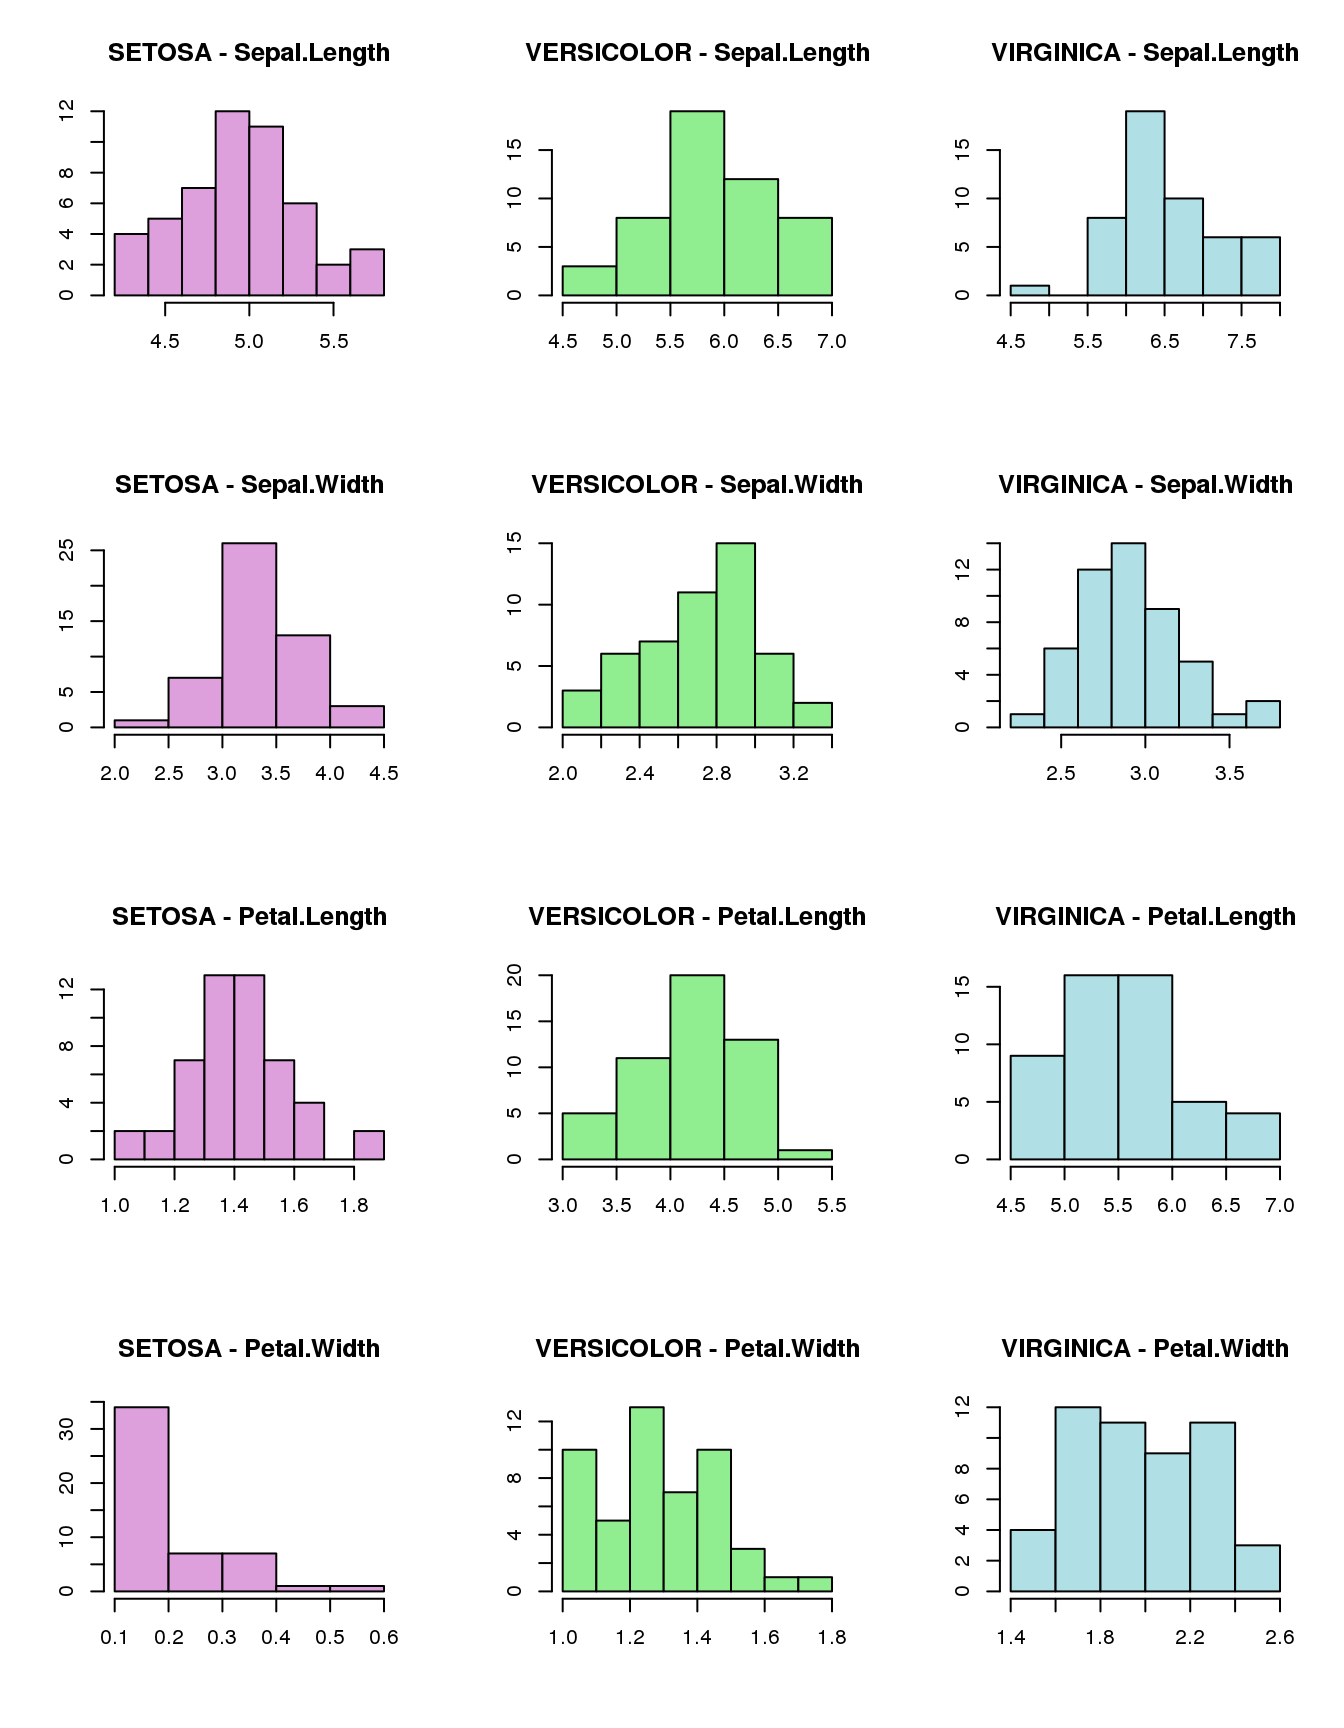 SETOSA - Sepal.Length VERSICOLOR - Sepal.Length VIRGINICA - Sepal.Length
0 2 4 6 8 12 0 5 10 15 0 5 10 15
4.5 5.0 5.5 4.5 5.0 5.5 6.0 6.5 7.0 4.5 5.5 6.5 7.5
SETOSA - Sepal.Width VERSICOLOR - Sepal.Width VIRGINICA - Sepal.Width
0 5 15 25 0 5 10 15 0 4 8 12
2.0 2.5 3.0 3.5 4.0 4.5 2.0 2.4 2.8 3.2 2.5 3.0 3.5
SETOSA - Petal.Length VERSICOLOR - Petal.Length VIRGINICA - Petal.Length
0 4 8 12 0 5 10 15 20 0 5 10 15
1.0 1.2 1.4 1.6 1.8 3.0 3.5 4.0 4.5 5.0 5.5 4.5 5.0 5.5 6.0 6.5 7.0
SETOSA - Petal.Width VERSICOLOR - Petal.Width VIRGINICA - Petal.Width
0 10 20 30 0 4 8 12 0 2 4 6 8 12
0.1 0.2 0.3 0.4 0.5 0.6 1.0 1.2 1.4 1.6 1.8 1.4 1.8 2.2 2.6